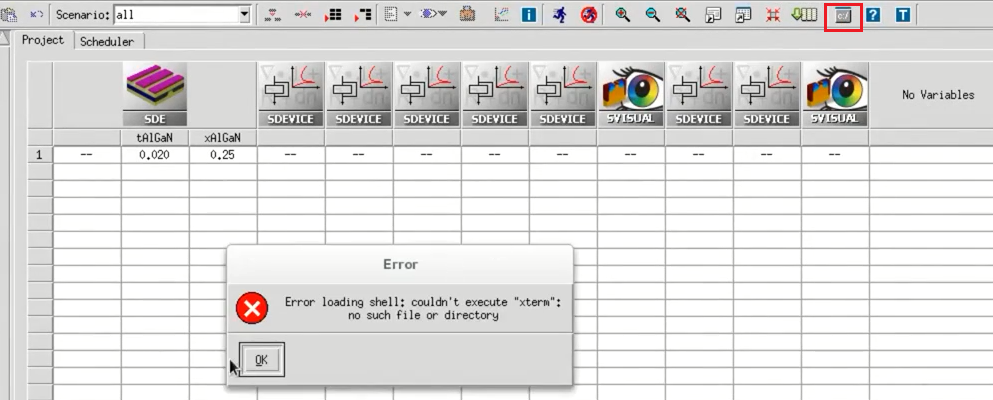 Scenario: all
Project Scheduler
SDE SDEVICE SDEVICE SDEVICE SDEVICE SDEVICE SVISUAL SDEVICE SDEVICE SVISUAL No Variables
tAlGaN xAlGaN
1 -- 0.020 0.25 -- -- -- -- -- -- -- -- --
Error
Error loading shell: couldn't execute "xterm":
no such file or directory
OK